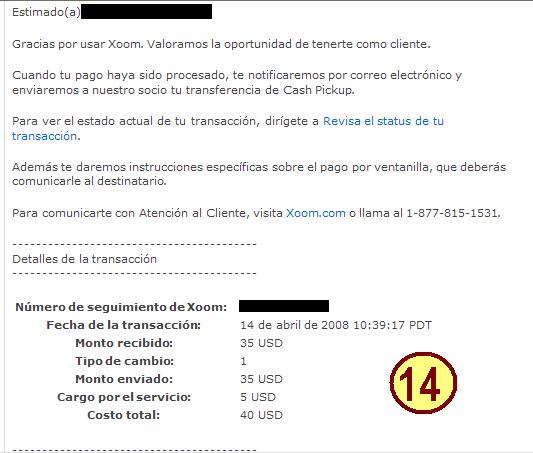 Estimado(a)
Gracias por usar Xoom. Valoramos la oportunidad de tenerte como cliente.
Cuando tu pago haya sido procesado, te notificaremos por correo electrónico y
enviaremos a nuestro socio tu transferencia de Cash Pickup.
Para ver el estado actual de tu transacción, dirígete a Revisa el status de tu
transacción.
Además te daremos instrucciones específicas sobre el pago por ventanilla, que deberás
comunicarle al destinatario.
Para comunicarte con Atención al Cliente, visita Xoom.com o llama al 1-877-815-1531.
----------------------------------------
Detalles de la transacción
----------------------------------------
Número de seguimiento de Xoom:
Fecha de la transacción: 14 de abril de 2008 10:39:17 PDT
Monto recibido: 35 USD
Tipo de cambio: 1
Monto enviado: 35 USD
Cargo por el servicio: 5 USD
Costo total: 40 USD
14
----------------------------------------